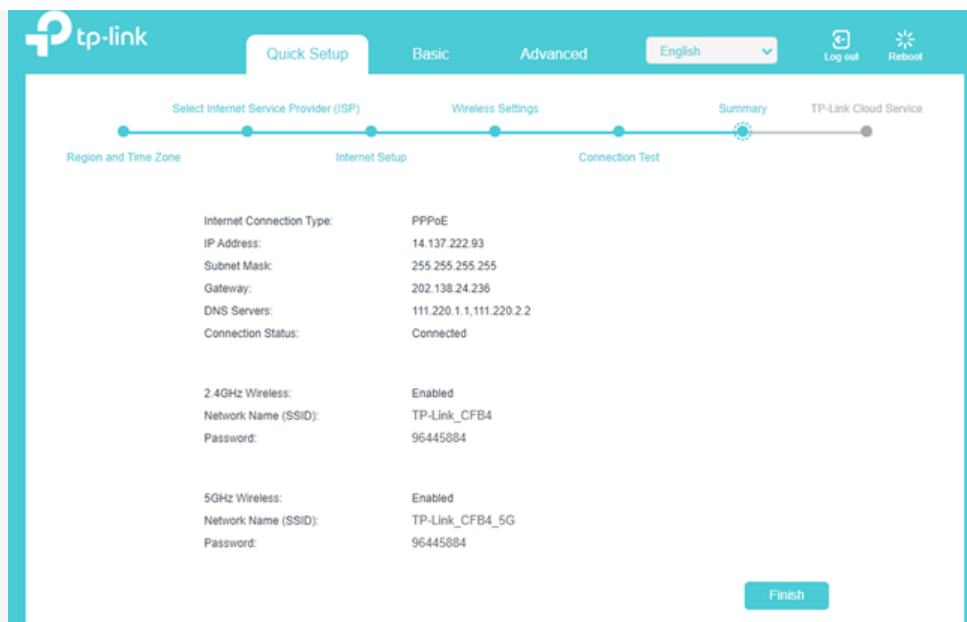 tp-link
Quick Setup Basic Advanced English Log out Reboot
Select Internet Service Provider (ISP) Wireless Settings Summary TP-Link Cloud Service
Region and Time Zone Internet Setup Connection Test
Internet Connection Type: PPPoE
IP Address: 14.137.222.93
Subnet Mask: 255.255.255.255
Gateway: 202.138.24.236
DNS Servers: 111.220.1.1,111.220.2.2
Connection Status: Connected
2.4GHz Wireless: Enabled
Network Name (SSID): TP-Link_CFB4
Password: 96445884
5GHz Wireless: Enabled
Network Name (SSID): TP-Link_CFB4_5G
Password: 96445884
Finish